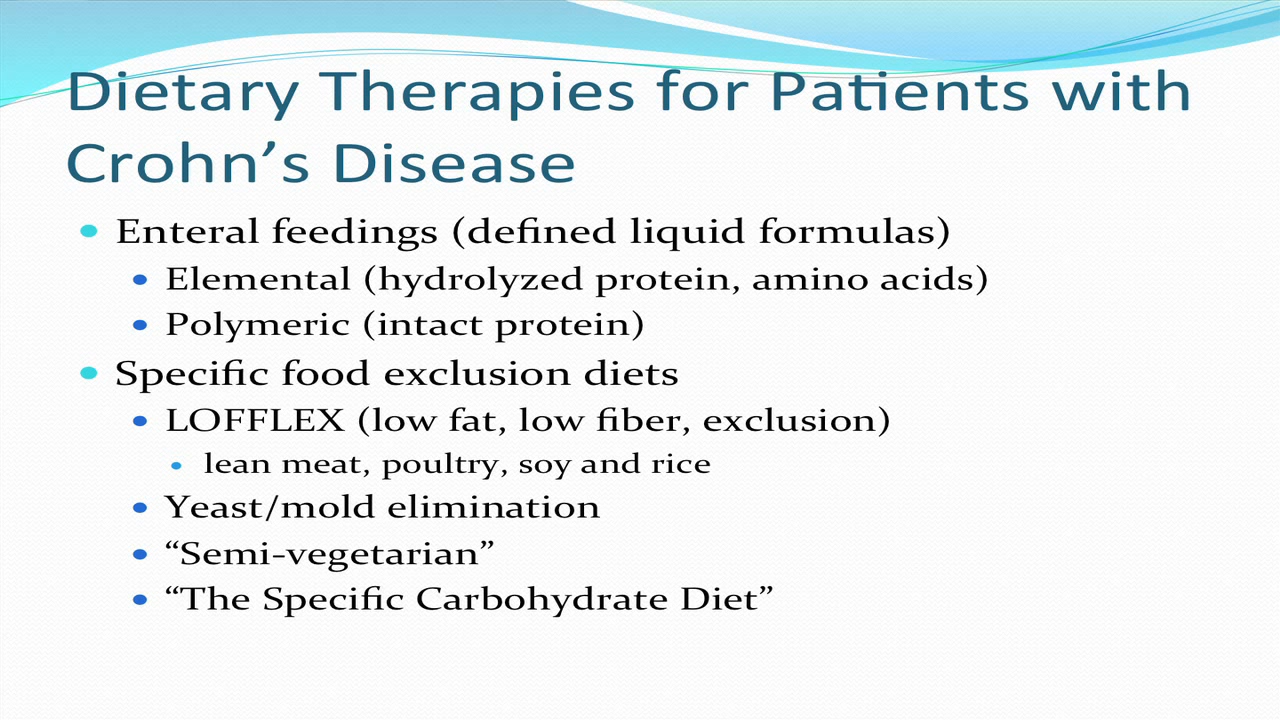 Dietary Therapies for Patients with
Crohn’s Disease
Enteral feedings (defined liquid formulas)
Elemental (hydrolyzed protein, amino acids)
Polymeric (intact protein)
Specific food exclusion diets
LOFFLEX (low fat, low fiber, exclusion)
lean meat, poultry, soy and rice
Yeast/mold elimination
“Semi-vegetarian”
“The Specific Carbohydrate Diet”